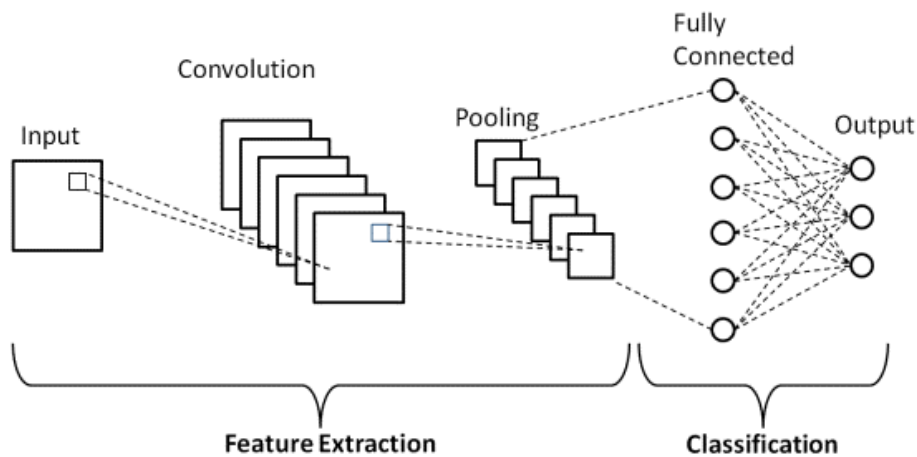 Fully
Connected
Convolution
Pooling
Output
Input
Feature Extraction
Classification